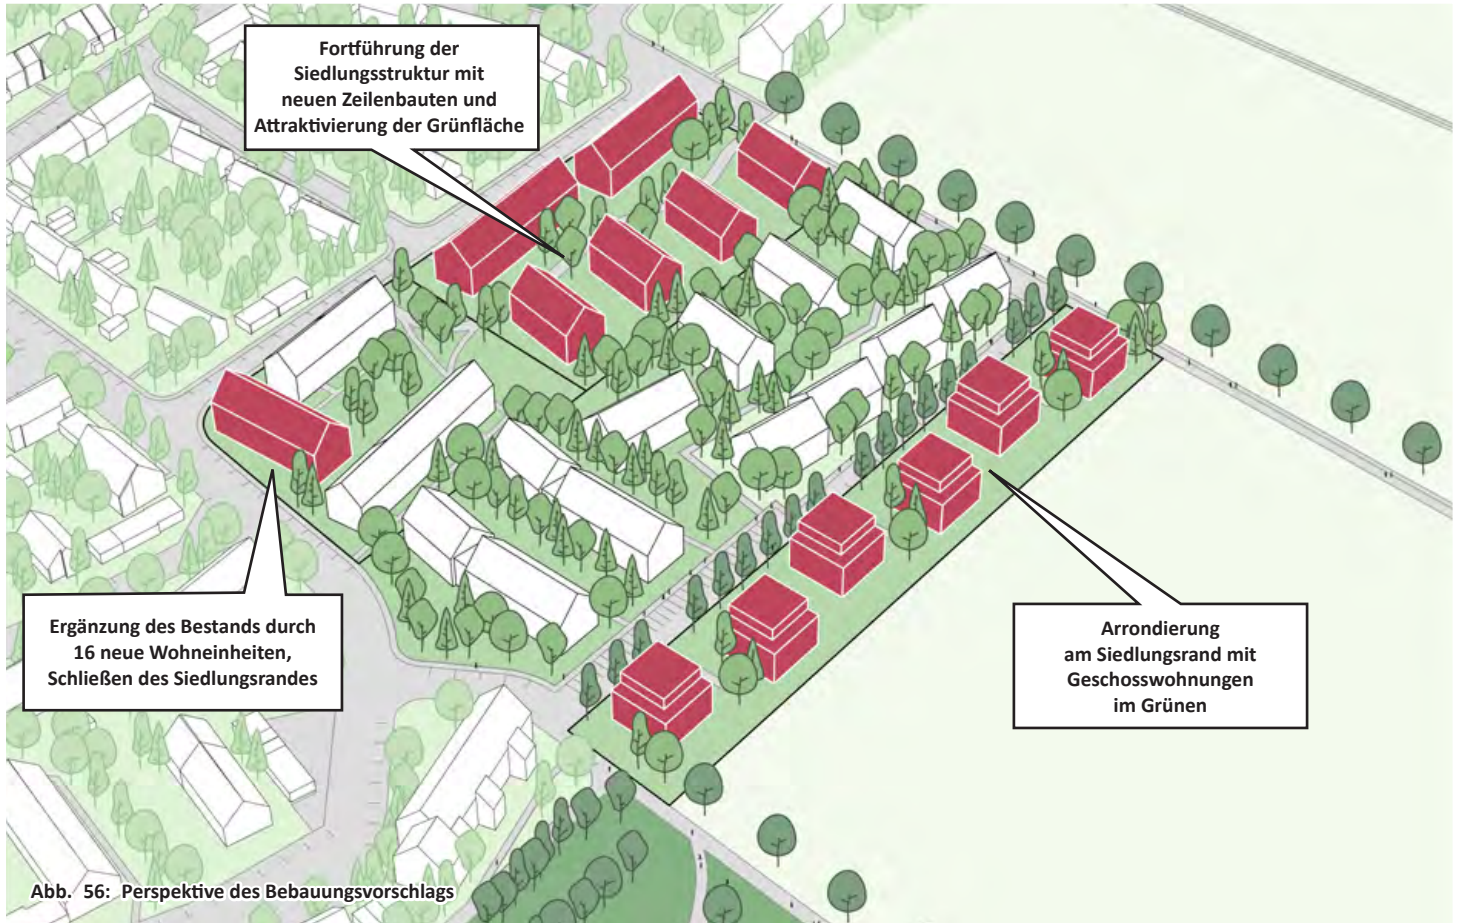 Fortführung der
Siedlungsstruktur mit
neuen Zeilenbauten und
Attraktivierung der Grünfläche
Ergänzung des Bestands durch
16 neue Wohneinheiten,
Schließen des Siedlungsrandes
Arrondierung
am Siedlungsrand mit
Geschosswohnungen
im Grünen
Abb. 56: Perspektive des Bebauungsvorschlags